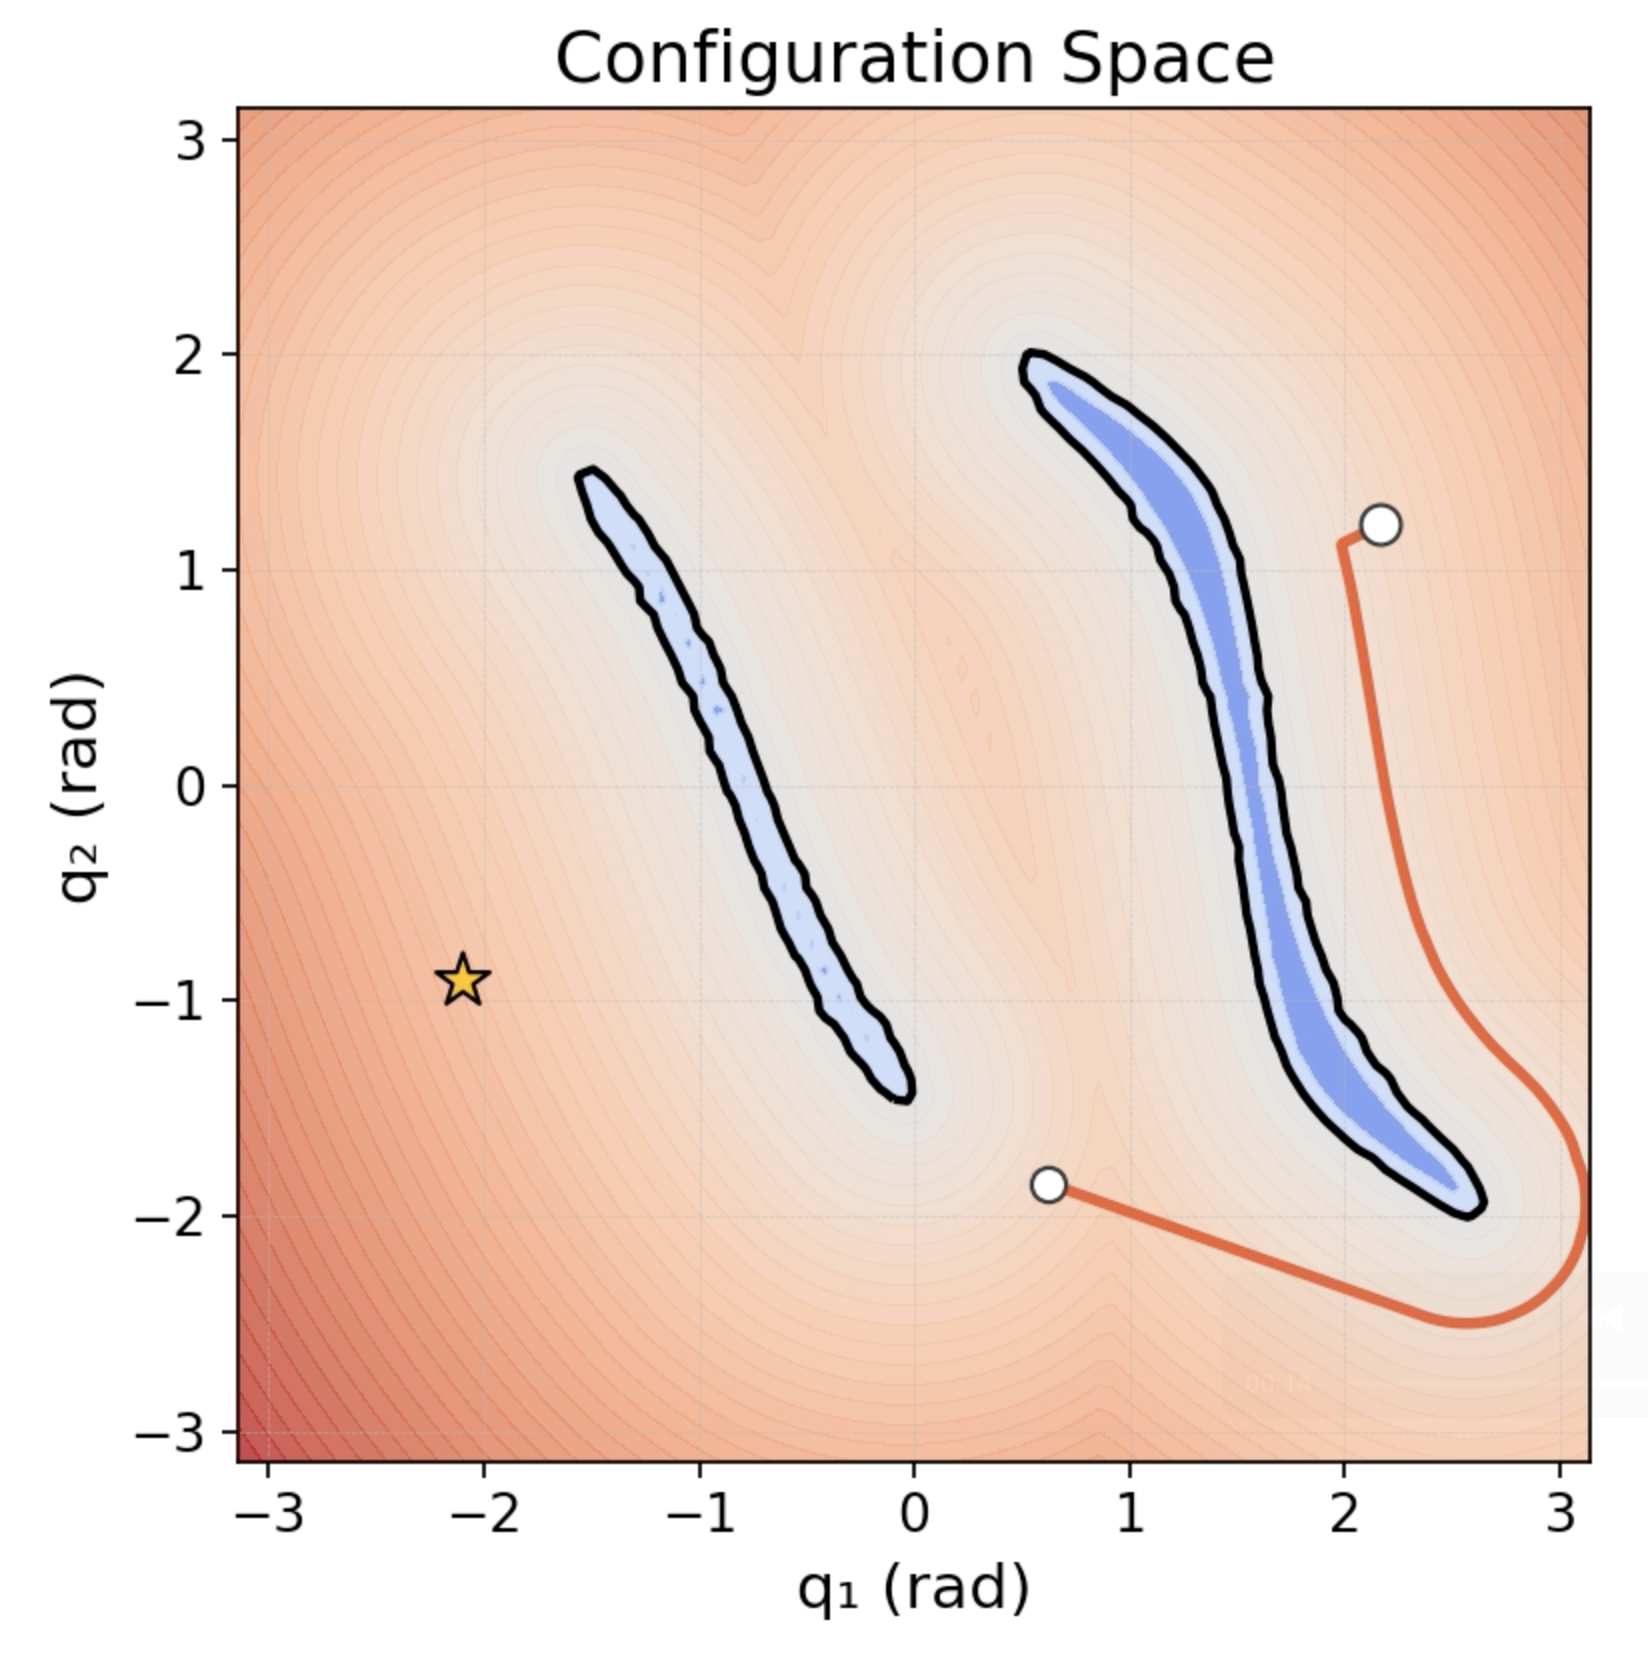 Configuration Space
3
2
1
0
−1
−2
−3
q₂ (rad)
−3 −2 −1 0 1 2 3
q₁ (rad)